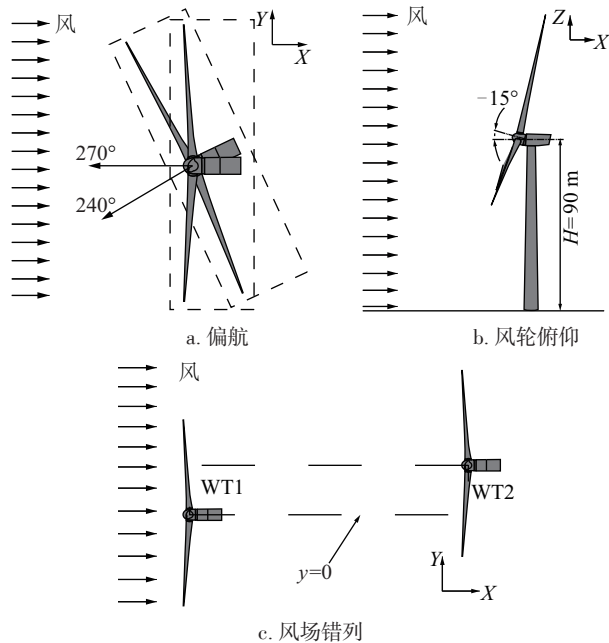 风
Y
X
270°
240°
a. 偏航
风
Z
X
−15°
H=90 m
b. 风轮俯仰
风
WT1
WT2
y=0
Y
X
c. 风场错列